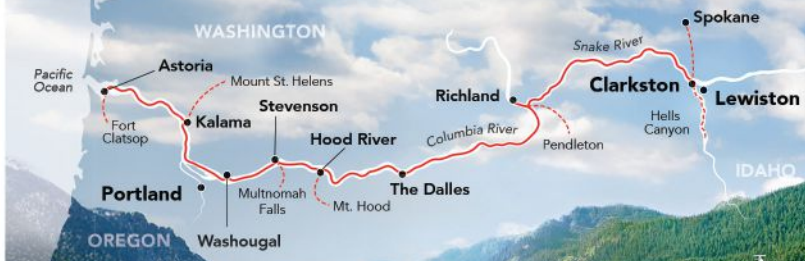 WASHINGTON
Spokane
Snake River
Pacific
Ocean
Astoria
Mount St. Helens
Richland
Clarkston
Lewiston
Stevenson
Fort
Clatsop
Kalama
Hells
Canyon
Hood River
Columbia River
Pendleton
IDAHO
Portland
Multnomah
Falls
Mt. Hood
The Dalles
OREGON
Washougal